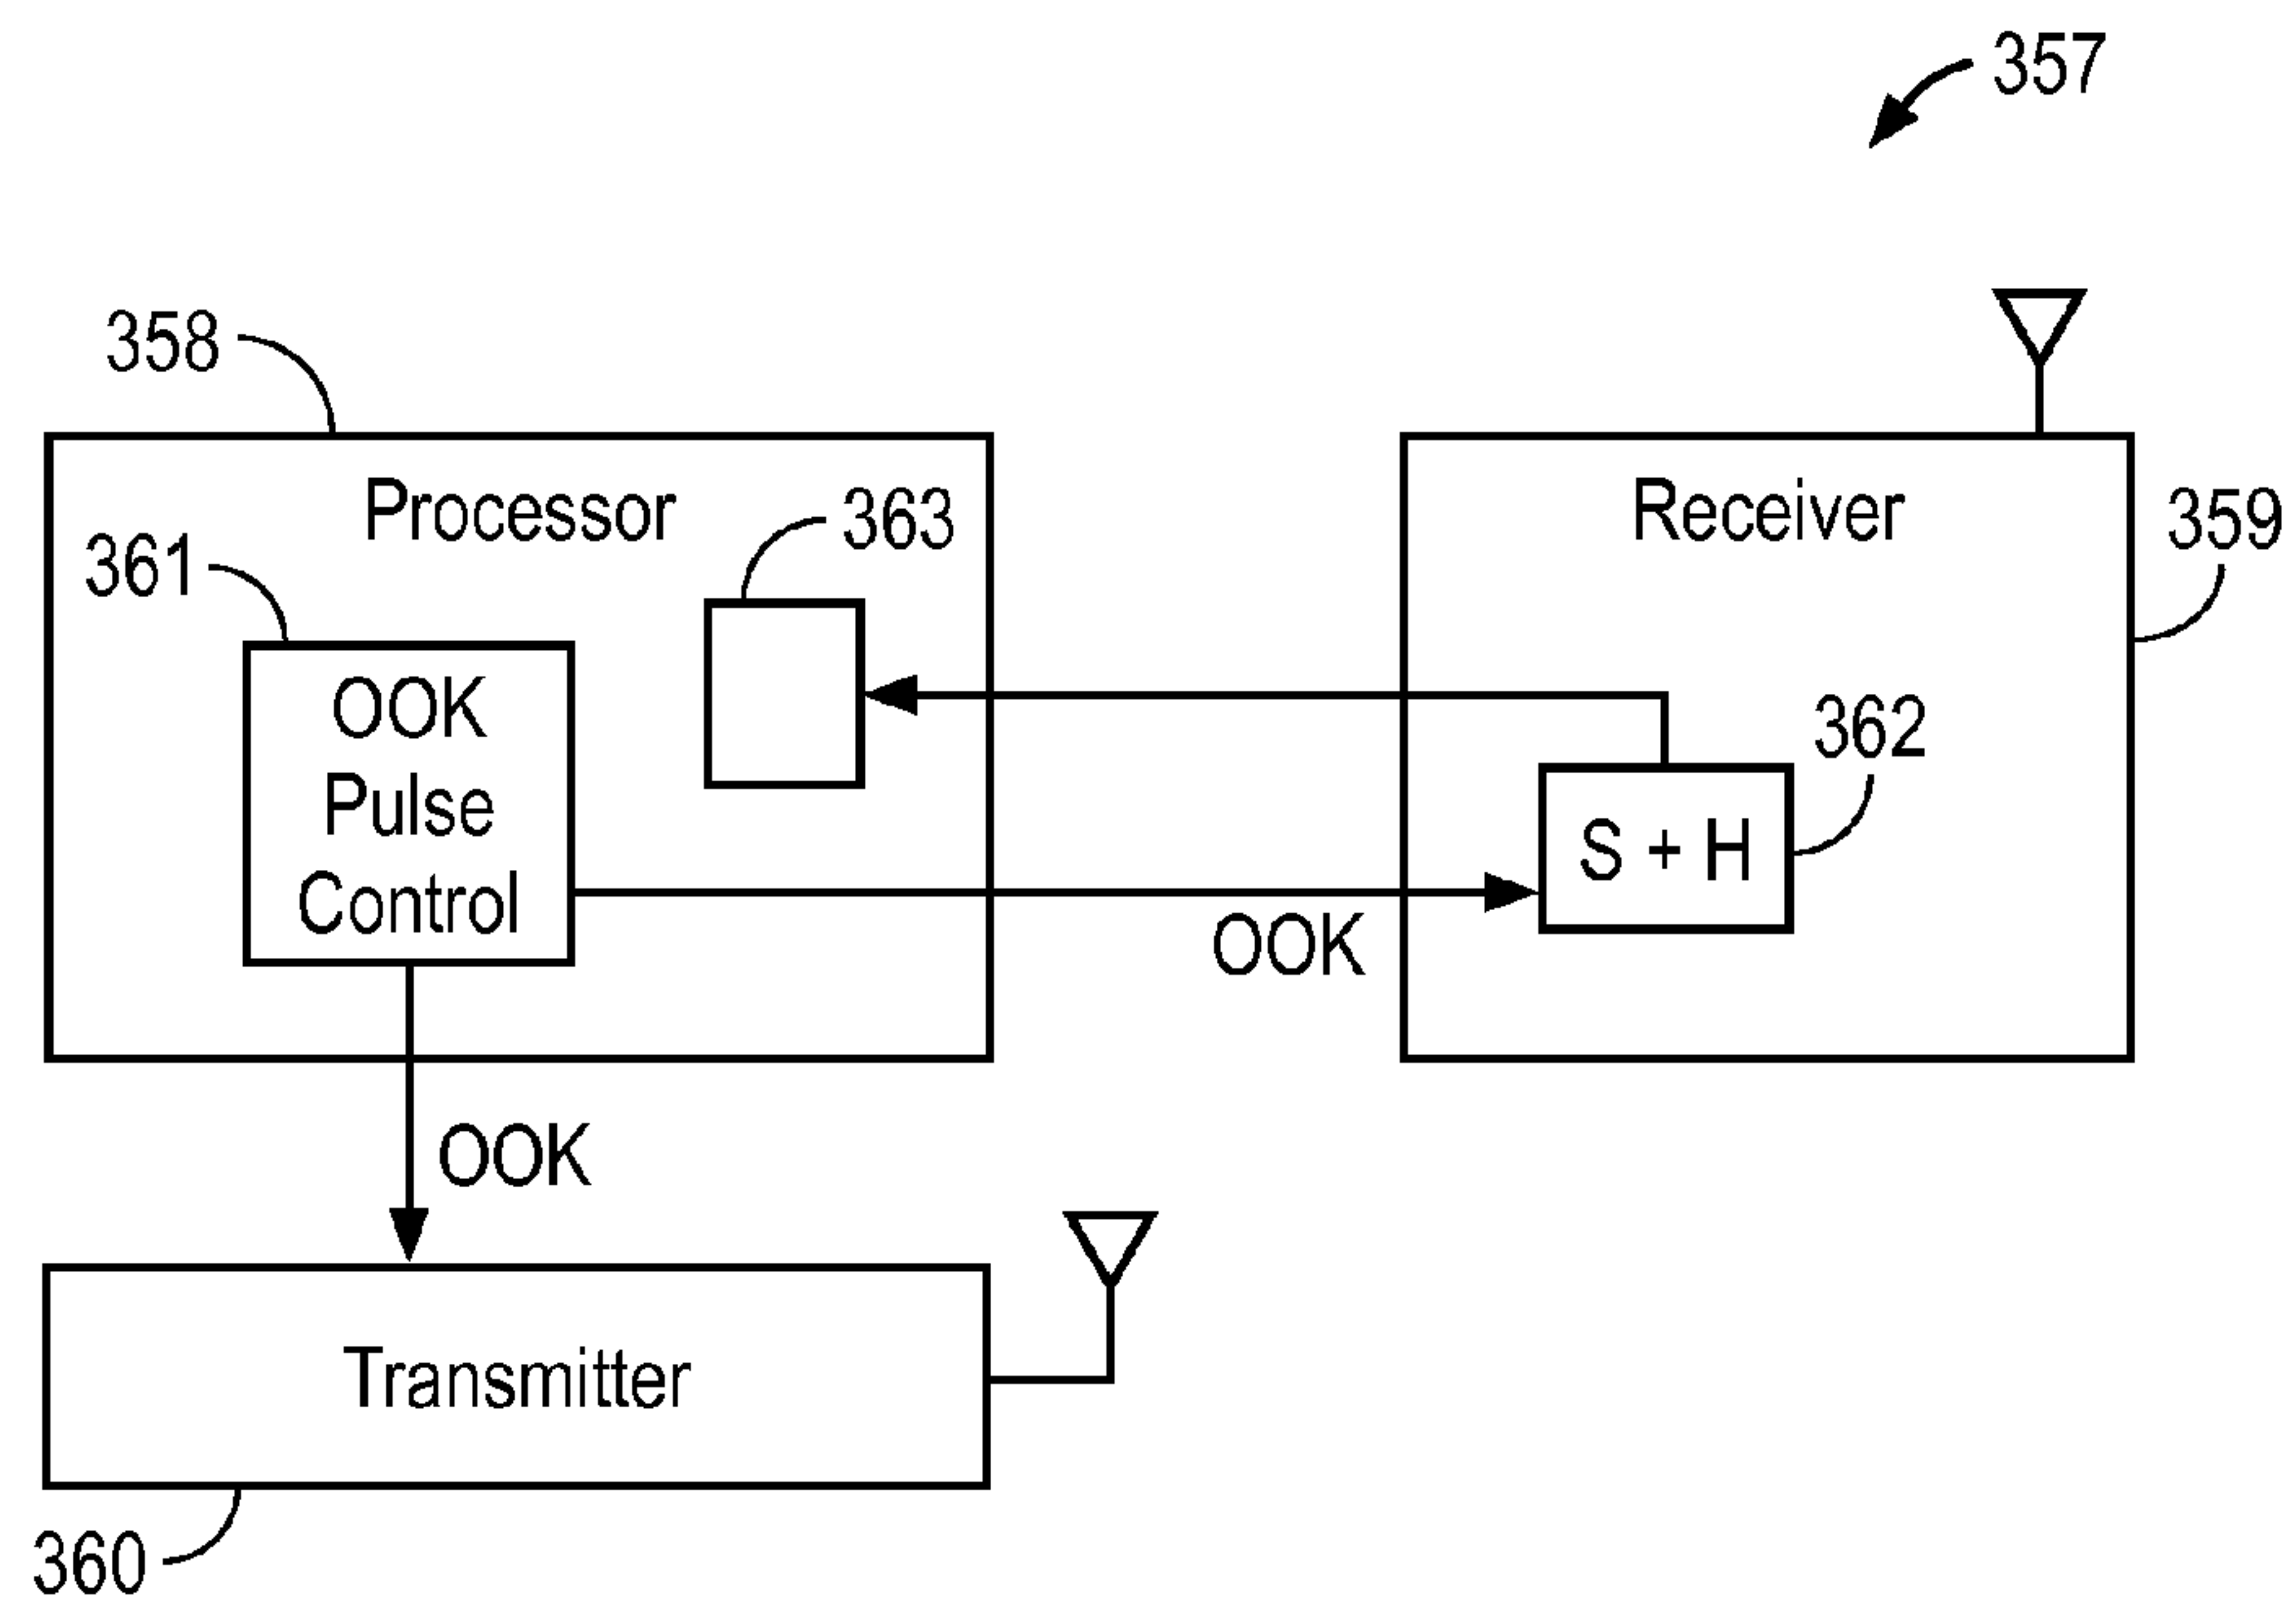 357
358
Processor
363
Receiver
359
361
OOK
Pulse
Control
362
S + H
OOK
OOK
Transmitter
360